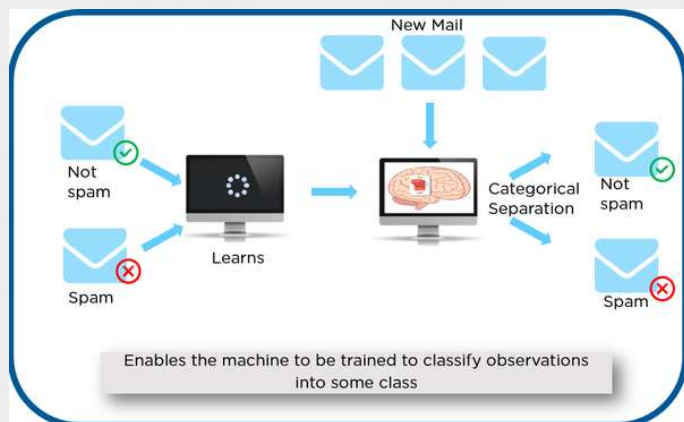 New Mail
Not
spam
Spam
Learns
Categorical
Separation
Not
spam
Spam
Enables the machine to be trained to classify observations
into some class